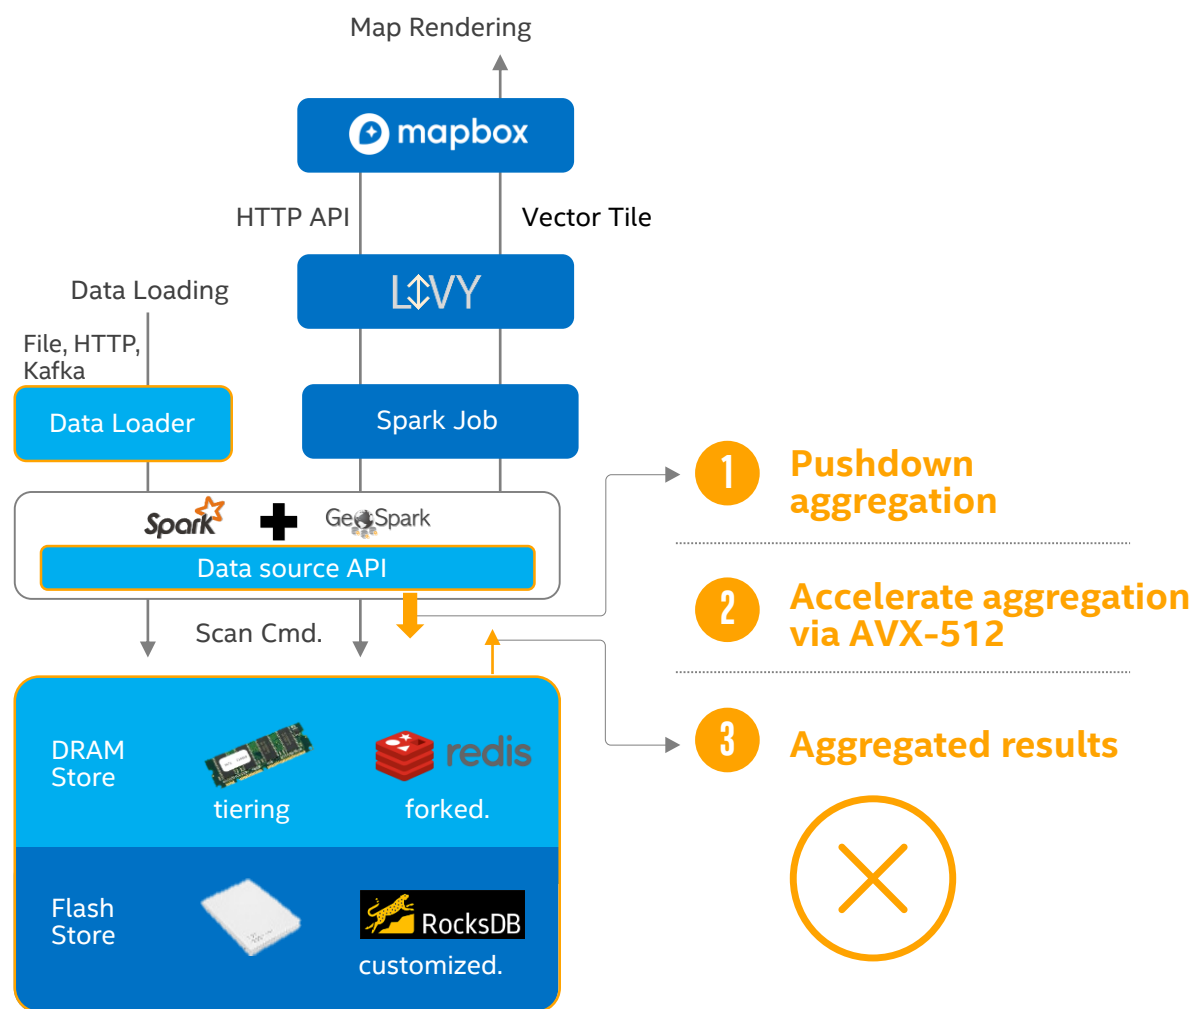 Map Rendering
mapbox
HTTP API
Vector Tile
LIVY
Data Loading
File, HTTP,
Kafka
Data Loader
Spark Job
Spark
GeoSpark
Data source API
Scan Cmd.
DRAM
Store
tiering
redis
forked.
Flash
Store
RocksDB
customized.
1
Pushdown
aggregation
2
Accelerate aggregation
via AVX-512
3
Aggregated results